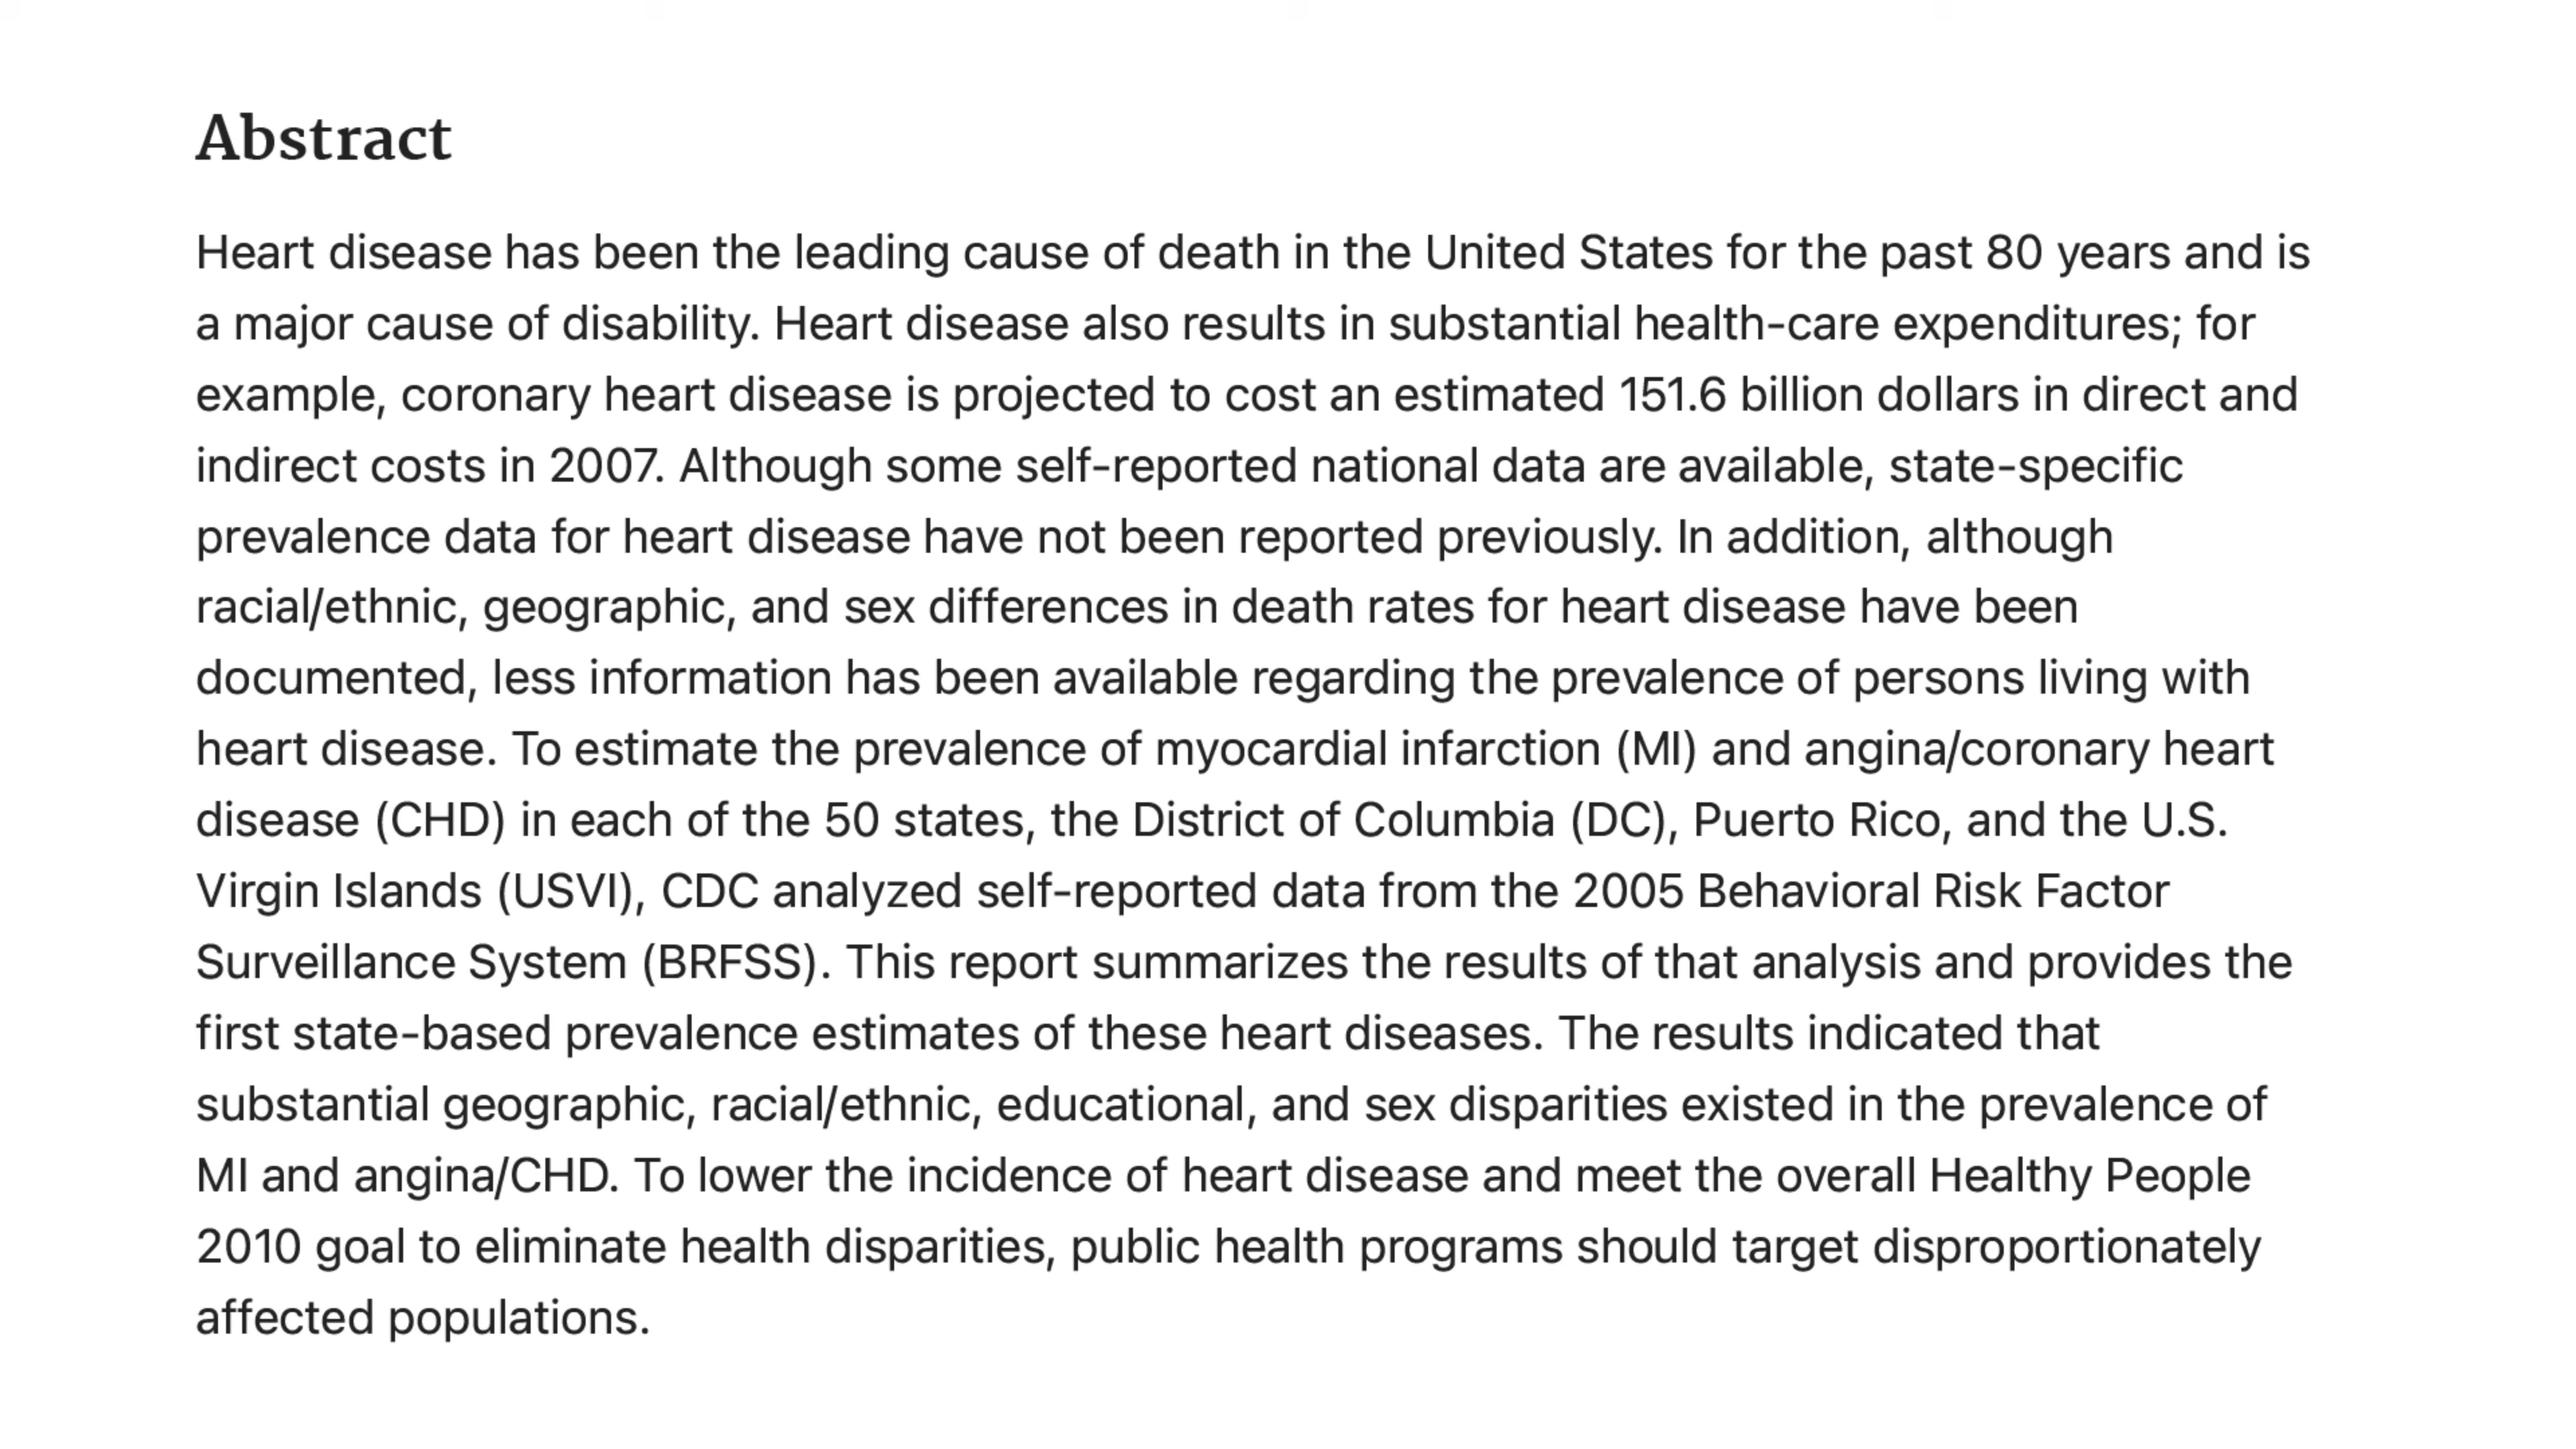 Abstract
Heart disease has been the leading cause of death in the United States for the past 80 years and is
a major cause of disability. Heart disease also results in substantial health-care expenditures; for
example, coronary heart disease is projected to cost an estimated 151.6 billion dollars in direct and
indirect costs in 2007. Although some self-reported national data are available, state-specific
prevalence data for heart disease have not been reported previously. In addition, although
racial/ethnic, geographic, and sex differences in death rates for heart disease have been
documented, less information has been available regarding the prevalence of persons living with
heart disease. To estimate the prevalence of myocardial infarction (MI) and angina/coronary heart
disease (CHD) in each of the 50 states, the District of Columbia (DC), Puerto Rico, and the U.S.
Virgin Islands (USVI), CDC analyzed self-reported data from the 2005 Behavioral Risk Factor
Surveillance System (BRFSS). This report summarizes the results of that analysis and provides the
first state-based prevalence estimates of these heart diseases. The results indicated that
substantial geographic, racial/ethnic, educational, and sex disparities existed in the prevalence of
MI and angina/CHD. To lower the incidence of heart disease and meet the overall Healthy People
2010 goal to eliminate health disparities, public health programs should target disproportionately
affected populations.